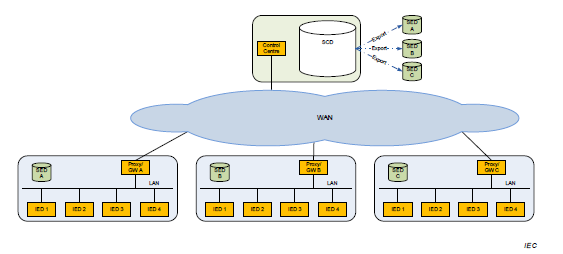 SED
A
Control
Centre
SCD
Export
Export
Export
SED
B
SED
C
WAN
SED
A
Proxy/
GW A
LAN
IED 1
IED 2
IED 3
IED 4
SED
B
Proxy/
GW B
LAN
IED 1
IED 2
IED 3
IED 4
SED
C
Proxy/
GW C
LAN
IED 1
IED 2
IED 3
IED 4
IEC